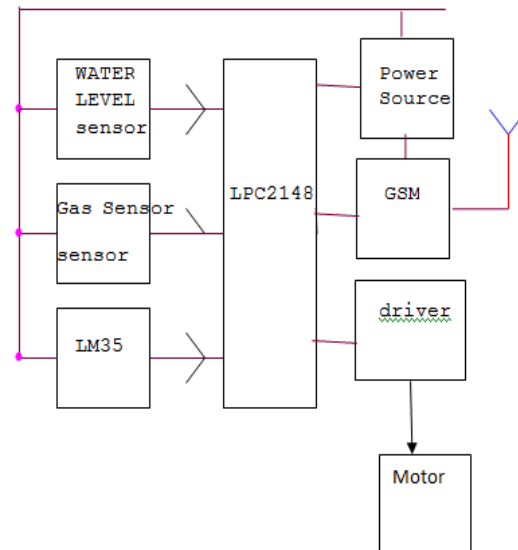 WATER
LEVEL
sensor
Power
Source
LPC2148
GSM
Gas Sensor
sensor
driver
LM35
Motor